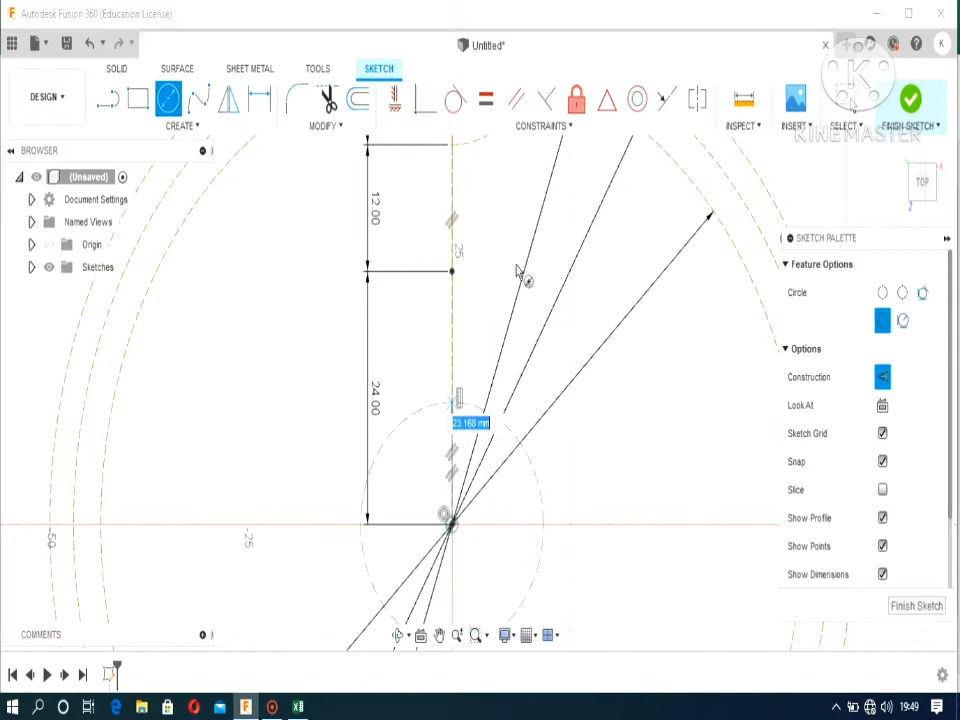 Autodesk Fusion 360 (Education License)
Untitled*
K
SOLID SURFACE SHEET METAL TOOLS SKETCH
DESIGN
CREATE MODIFY CONSTRAINTS INSPECT INSERT SELECT FINISH SKETCH
K
KINEMASTER
BROWSER
(Unsaved)
Document Settings
Named Views
Origin
Sketches
12.00
25
24.00
23.168 mm
-50
-25
TOP
Z
SKETCH PALETTE
Feature Options
Circle
Options
Construction
Look At
Sketch Grid
Snap
Slice
Show Profile
Show Points
Show Dimensions
Finish Sketch
COMMENTS
19:49